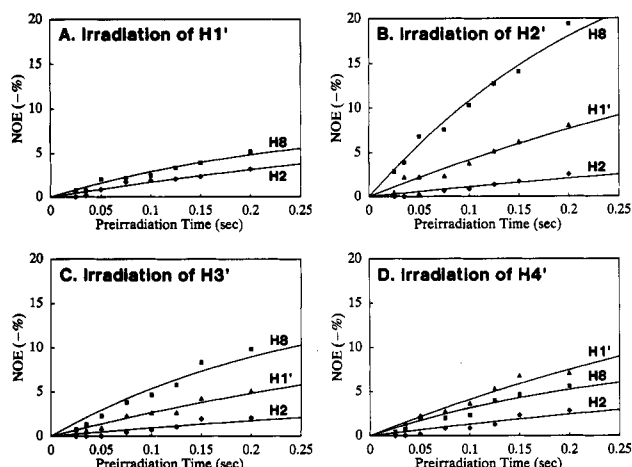 A. Irradiation of H1'
NOE (-%)
20
15
10
5
0
H8
H2
0
0.05
0.1
0.15
0.2
0.25
Preirradiation Time (sec)
B. Irradiation of H2'
NOE (-%)
20
15
10
5
0
H8
H1'
H2
0
0.05
0.1
0.15
0.2
0.25
Preirradiation Time (sec)
C. Irradiation of H3'
NOE (-%)
20
15
10
5
0
H8
H1'
H2
0
0.05
0.1
0.15
0.2
0.25
Preirradiation Time (sec)
D. Irradiation of H4'
NOE (-%)
20
15
10
5
0
H1'
H8
H2
0
0.05
0.1
0.15
0.2
0.25
Preirradiation Time (sec)